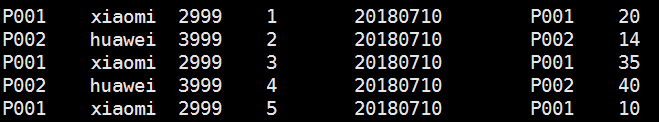 P001 xiaomi 2999 1 20180710 P001 20
P002 huawei 3999 2 20180710 P002 14
P001 xiaomi 2999 3 20180710 P001 35
P002 huawei 3999 4 20180710 P002 40
P001 xiaomi 2999 5 20180710 P001 10